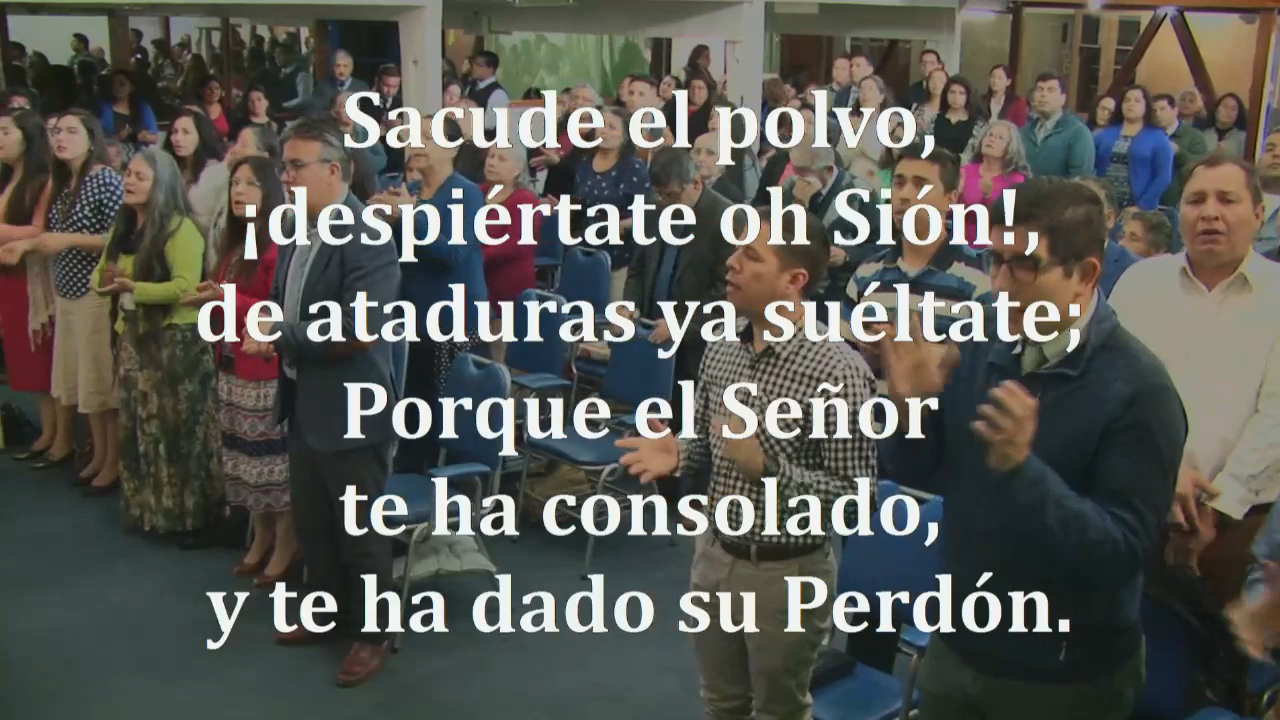 Sacude el polvo,
¡despiértate oh Sión!,
de ataduras ya suéltate;
Porque el Señor
te ha consolado,
y te ha dado su Perdón.